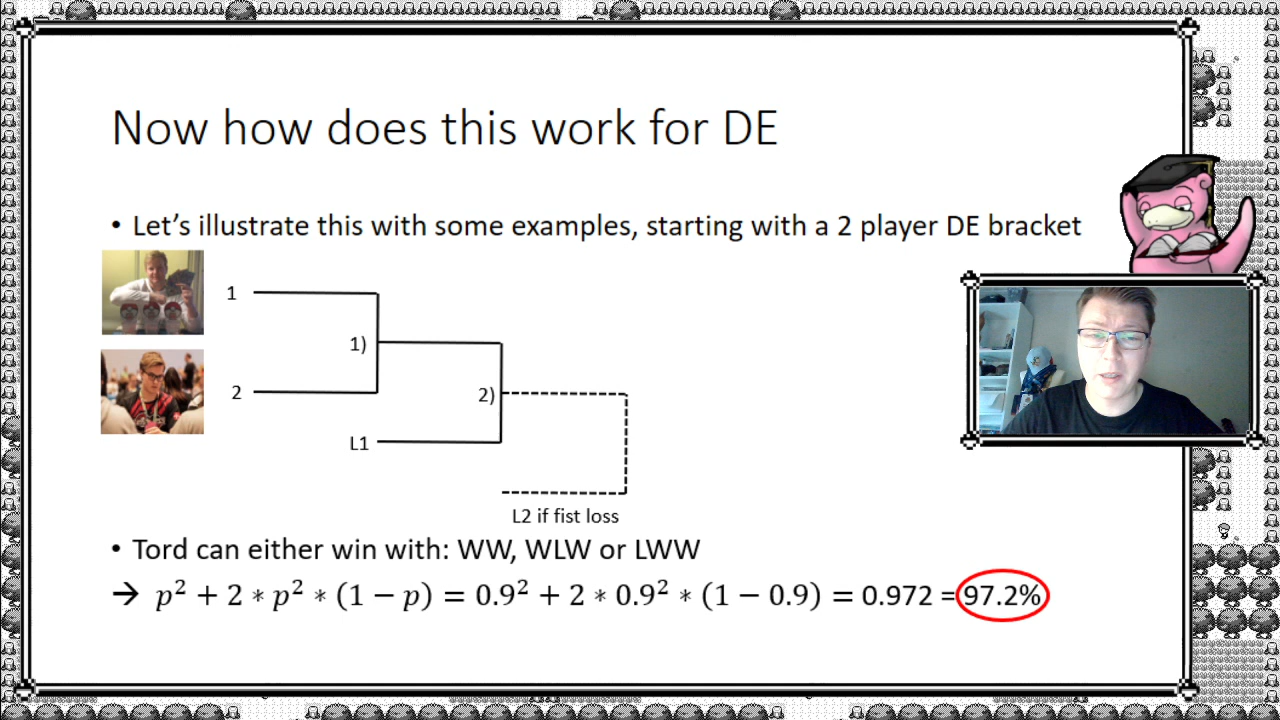 Now how does this work for DE
• Let’s illustrate this with some examples, starting with a 2 player DE bracket
1
1)
2
2)
L1
L2 if fist loss
• Tord can either win with: WW, WLW or LWW
→ p² + 2 ∗ p² ∗ (1 − p) = 0.9² + 2 ∗ 0.9² ∗ (1 − 0.9) = 0.972 = 97.2%